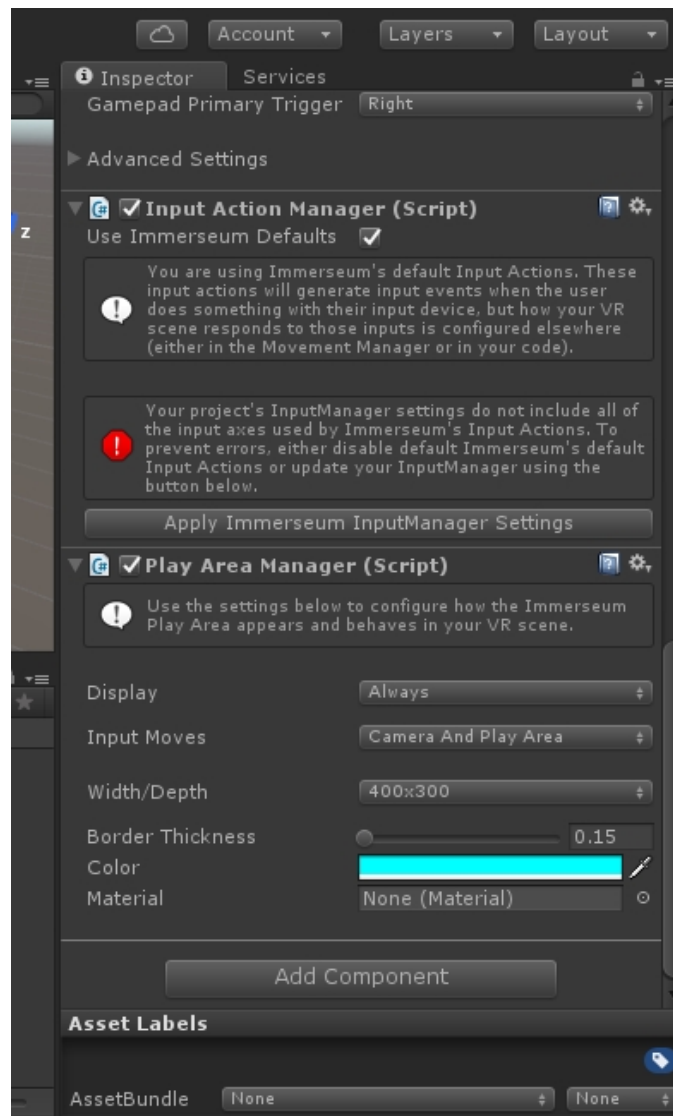 Account
Layers
Layout
Inspector
Services
Gamepad Primary Trigger
Right
Advanced Settings
z
Input Action Manager (Script)
Use Immerseum Defaults
You are using Immerseum's default Input Actions. These
input actions will generate input events when the user
does something with their input device, but how your VR
scene responds to those inputs is configured elsewhere
(either in the Movement Manager or in your code).
Your project's InputManager settings do not include all of
the input axes used by Immerseum's Input Actions. To
prevent errors, either disable default Immerseum's default
Input Actions or update your InputManager using the
button below.
Apply Immerseum InputManager Settings
Play Area Manager (Script)
Use the settings below to configure how the Immerseum
Play Area appears and behaves in your VR scene.
Display
Always
Input Moves
Camera And Play Area
Width/Depth
400x300
Border Thickness
0.15
Color
Material
None (Material)
Add Component
Asset Labels
AssetBundle
None
None